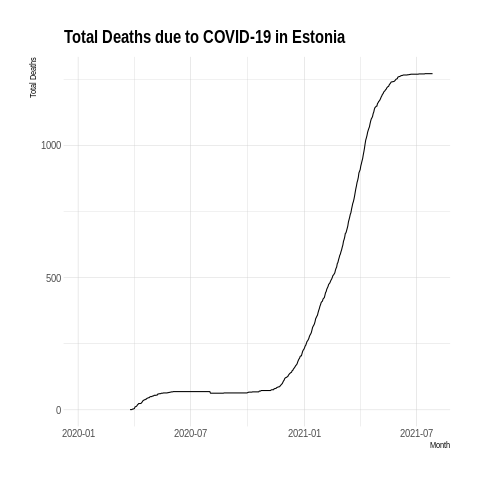 Total Deaths due to COVID-19 in Estonia
Total Deaths
1000
500
0
2020-01 2020-07 2021-01 2021-07
Month